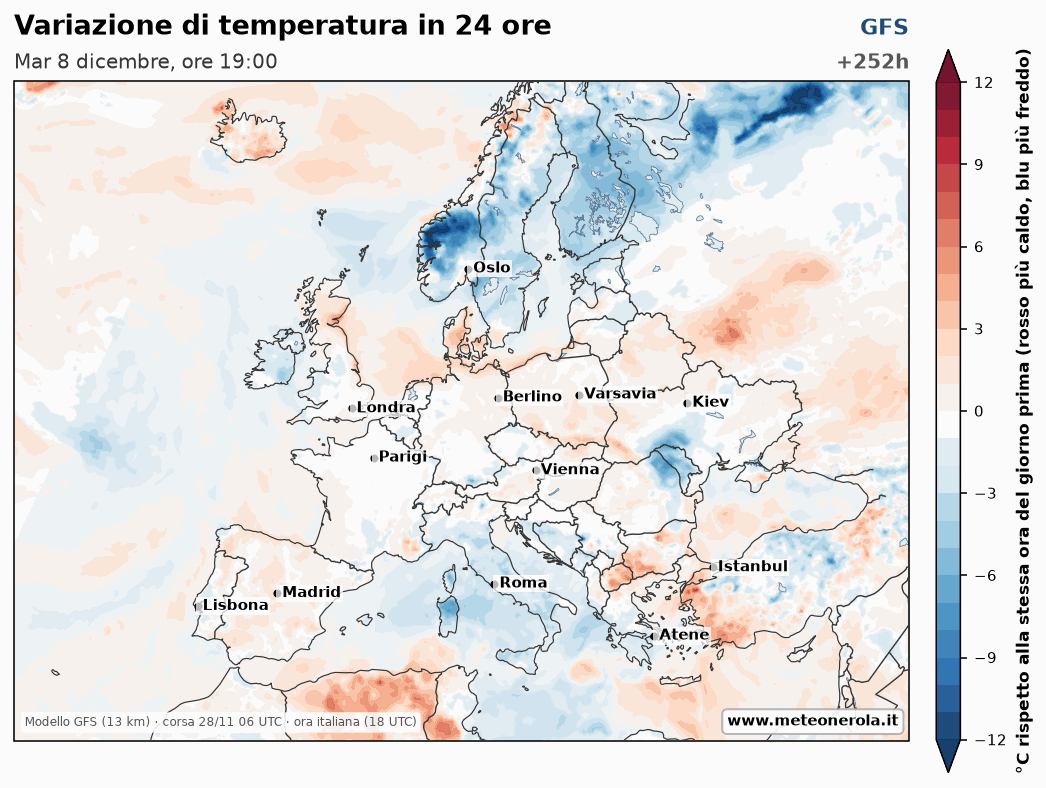 Variazione di temperatura in 24 ore
GFS
Mar 8 dicembre, ore 19:00
+252h
Oslo
Londra
Berlino
Varsavia
Kiev
Parigi
Vienna
Madrid
Lisbona
Roma
Istanbul
Atene
Modello GFS (13 km) · corsa 28/11 06 UTC · ora italiana (18 UTC)
www.meteonerola.it
12
9
6
3
0
−3
−6
−9
−12
°C rispetto alla stessa ora del giorno prima (rosso più caldo, blu più freddo)